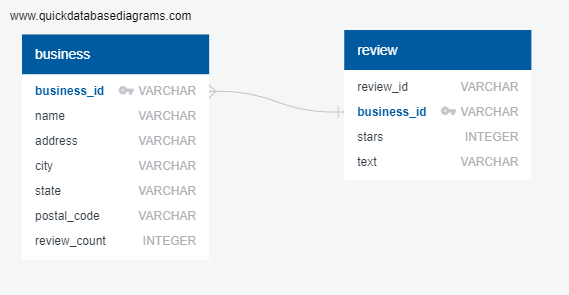 www.quickdatabasediagrams.com
business
business_id VARCHAR
name VARCHAR
address VARCHAR
city VARCHAR
state VARCHAR
postal_code VARCHAR
review_count INTEGER
review
review_id VARCHAR
business_id VARCHAR
stars INTEGER
text VARCHAR